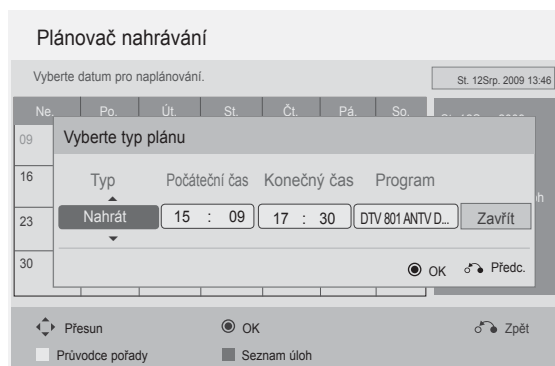 Plánovač nahrávání
Vyberte datum pro naplánování.
St. 12Srp. 2009 13:46
Ne. Po. Út. St. Čt. Pá. So.
09
Vyberte typ plánu
16
Typ Počáteční čas Konečný čas Program
23
Nahrát 15 : 09 17 : 30 DTV 801 ANTV D... Zavřít
30
OK Předc.
Přesun OK Zpět
Průvodce pořady Seznam úloh